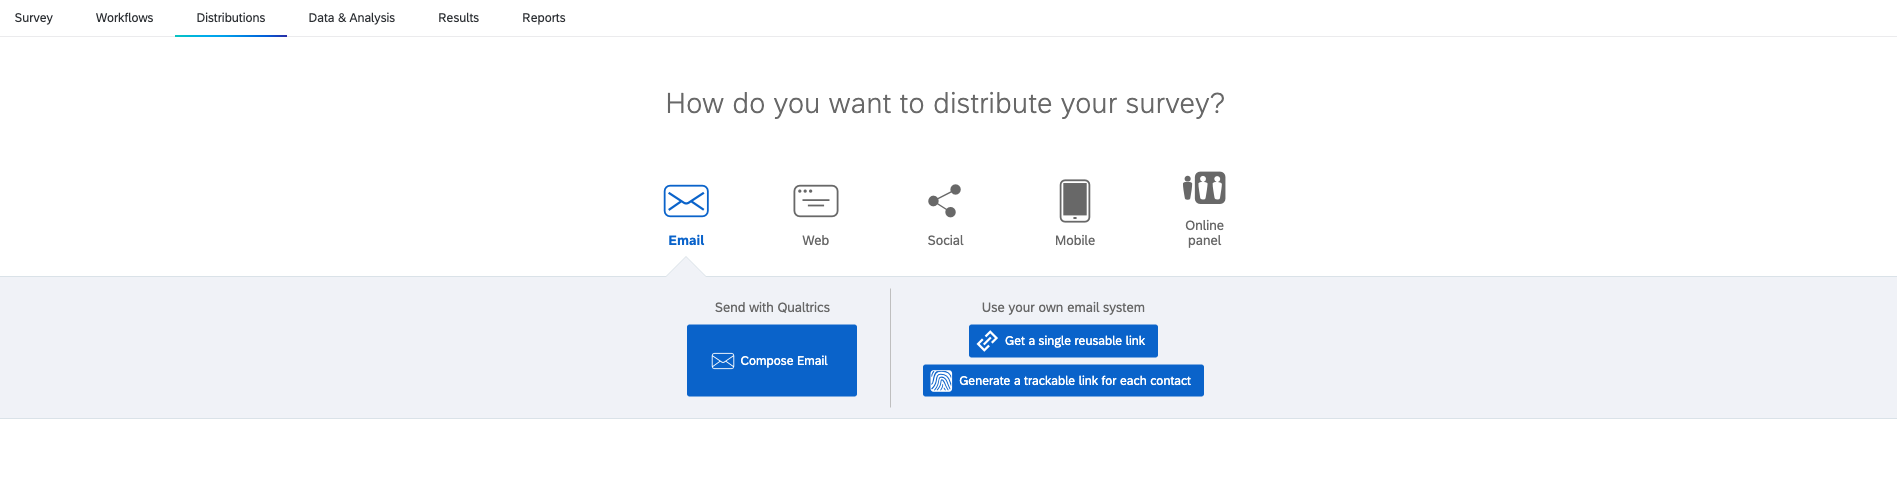 Survey Workflows Distributions Data & Analysis Results Reports
How do you want to distribute your survey?
Email Web Social Mobile Online panel
Send with Qualtrics
Compose Email
Use your own email system
Get a single reusable link
Generate a trackable link for each contact